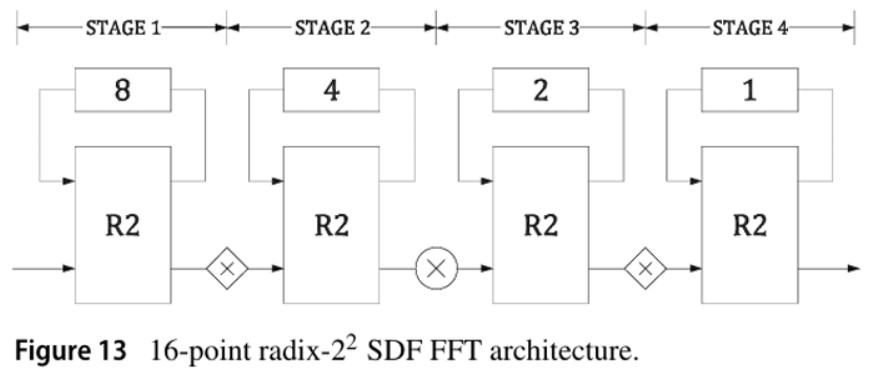 STAGE 1 STAGE 2 STAGE 3 STAGE 4
8 4 2 1
R2 R2 R2 R2
× × ×
Figure 13 16-point radix-2² SDF FFT architecture.